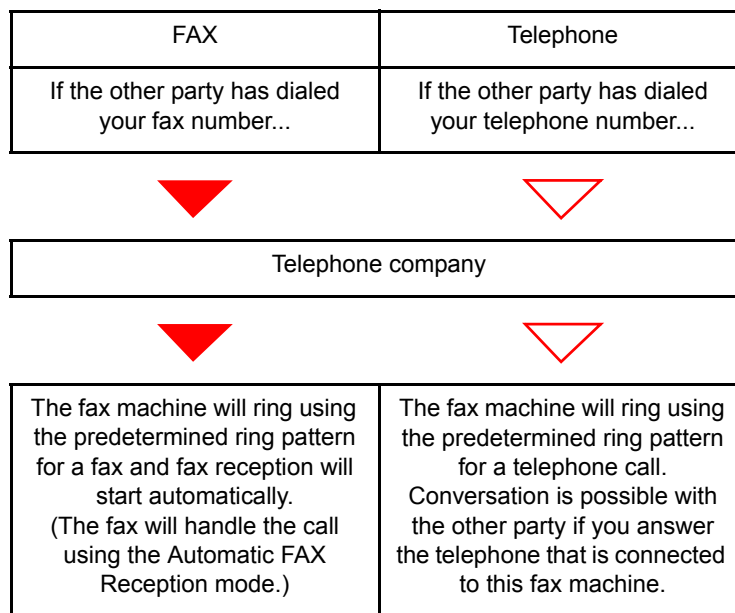 FAX
Telephone
If the other party has dialed
your fax number...
If the other party has dialed
your telephone number...
Telephone company
The fax machine will ring using
the predetermined ring pattern
for a fax and fax reception will
start automatically.
(The fax will handle the call
using the Automatic FAX
Reception mode.)
The fax machine will ring using
the predetermined ring pattern
for a telephone call.
Conversation is possible with
the other party if you answer
the telephone that is connected
to this fax machine.